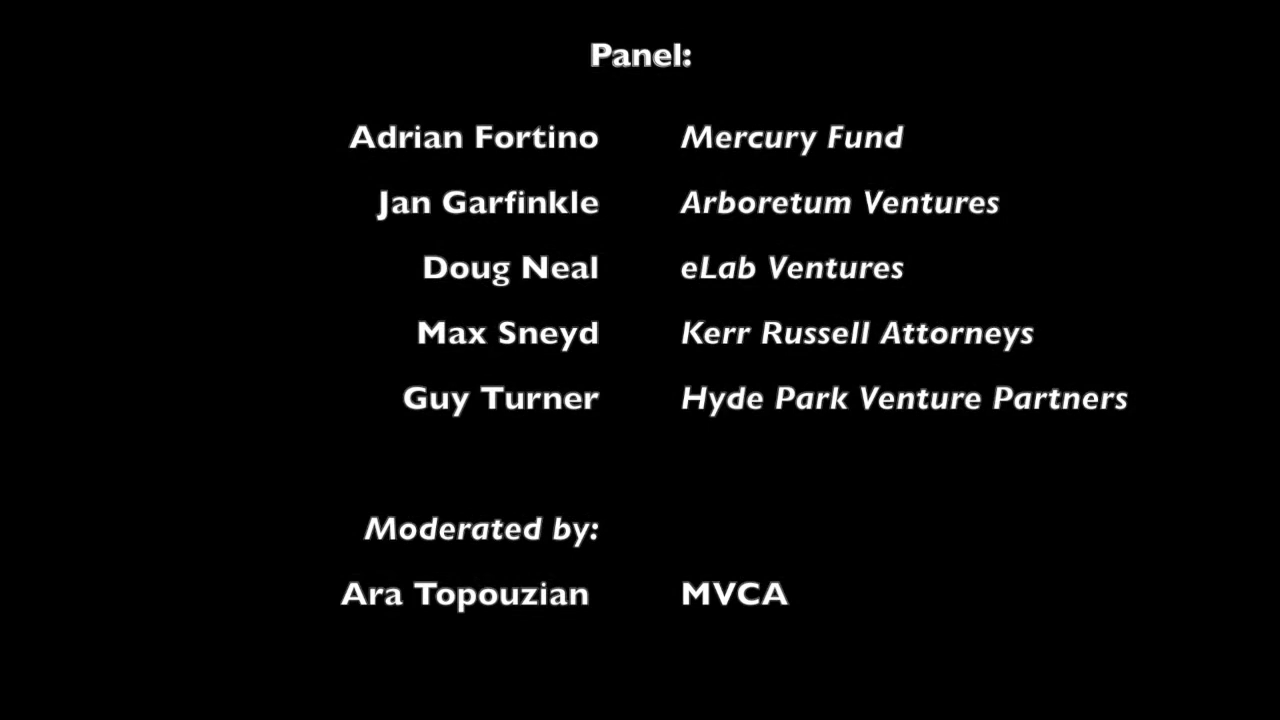 Panel:
Adrian Fortino Mercury Fund
Jan Garfinkle Arboretum Ventures
Doug Neal eLab Ventures
Max Sneyd Kerr Russell Attorneys
Guy Turner Hyde Park Venture Partners
Moderated by:
Ara Topouzian MVCA